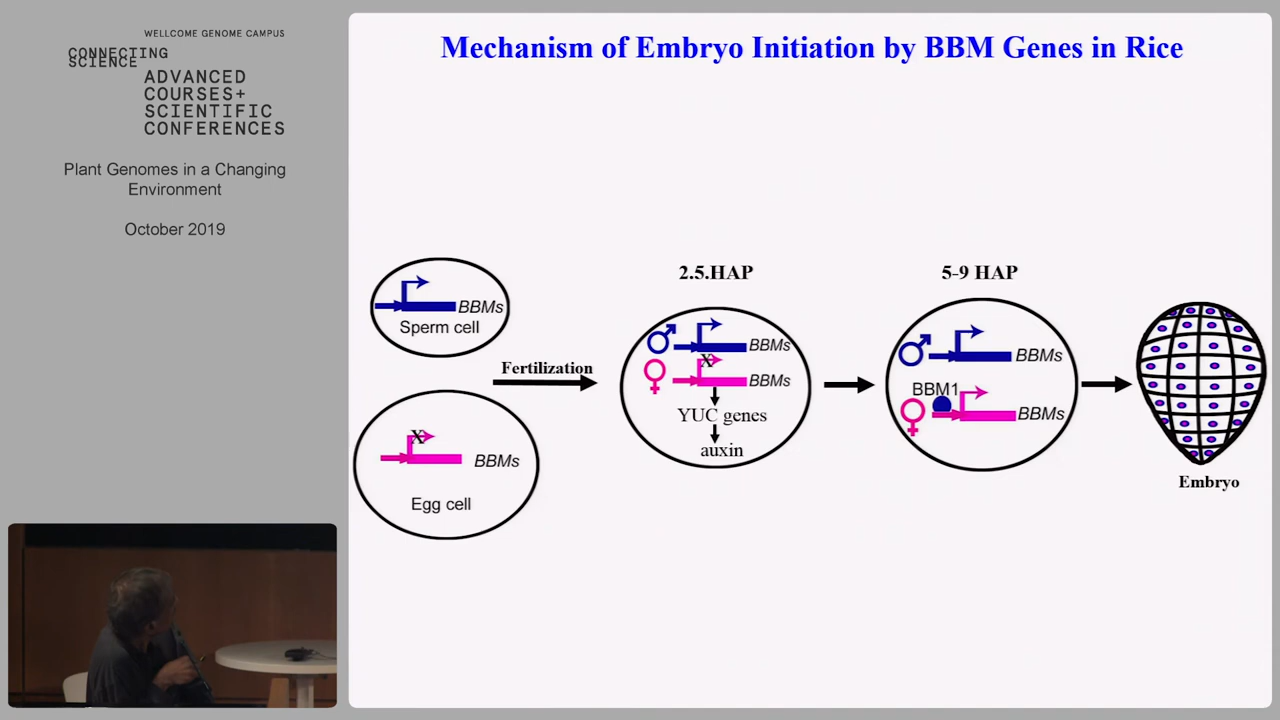 WELLCOME GENOME CAMPUS
CONNECTING
SCIENCE
ADVANCED
COURSES+
SCIENTIFIC
CONFERENCES
Plant Genomes in a Changing
Environment
October 2019
Mechanism of Embryo Initiation by BBM Genes in Rice
BBMs
Sperm cell
X
BBMs
Egg cell
Fertilization
2.5.HAP
♂
BBMs
X
♀
BBMs
YUC genes
auxin
5-9 HAP
♂
BBMs
BBM1
♀
BBMs
Embryo